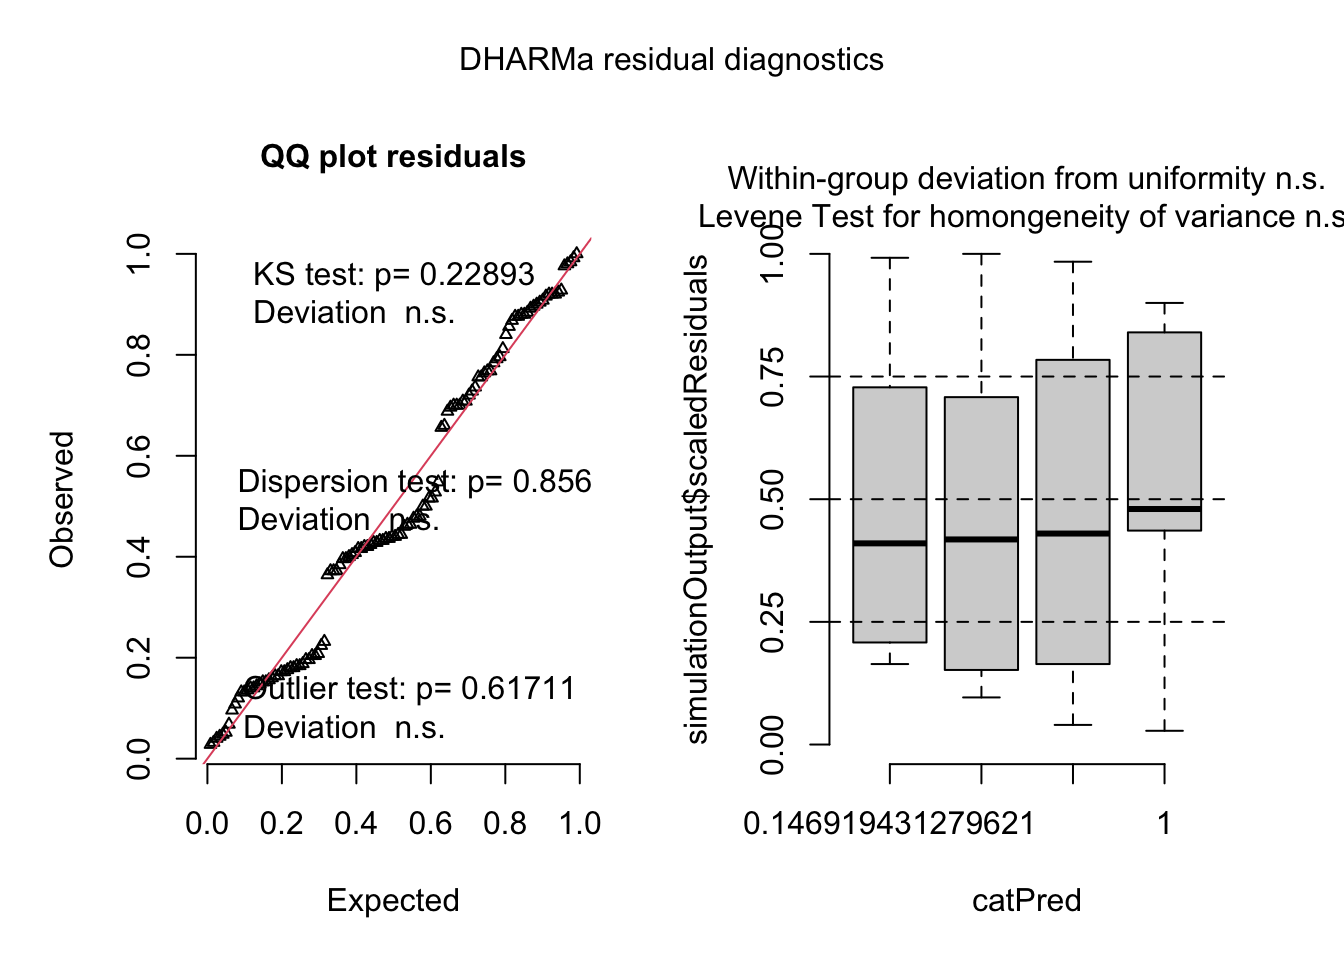 DHARMa residual diagnostics
QQ plot residuals
KS test: p= 0.22893
Deviation  n.s.
Dispersion test: p= 0.856
Deviation  n.s.
Outlier test: p= 0.61711
Deviation  n.s.
Observed
0.0 0.2 0.4 0.6 0.8 1.0
0.0 0.2 0.4 0.6 0.8 1.0
Expected
Within-group deviation from uniformity n.s.
Levene Test for homongeneity of variance n.s
simulationOutput$scaledResiduals
0.00 0.25 0.50 0.75 1.00
0.146919431279621 1
catPred